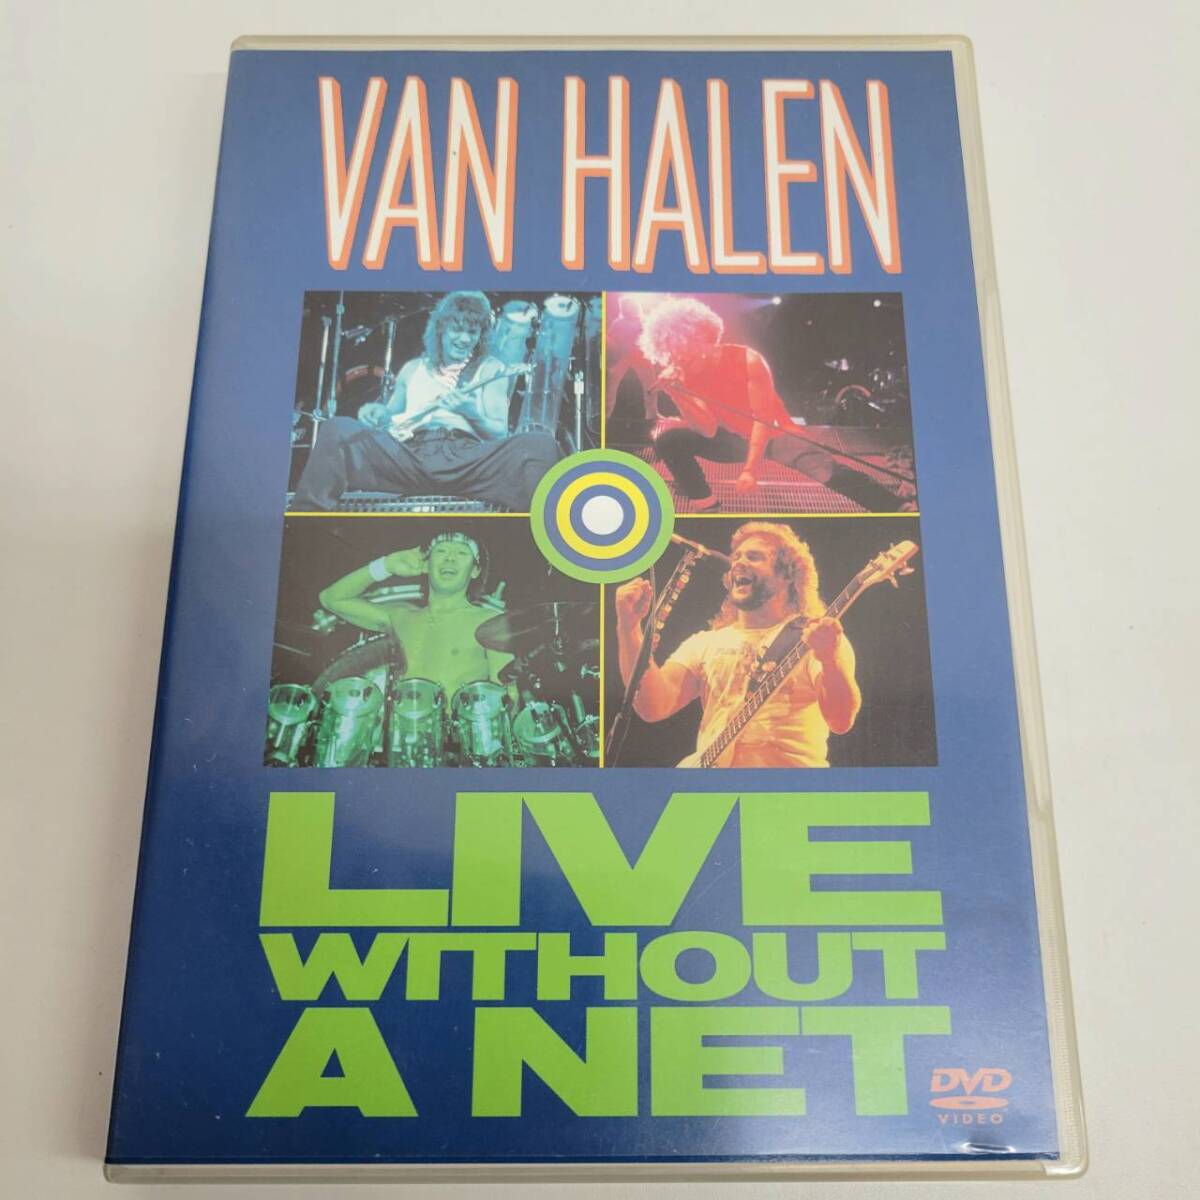 VAN HALEN
LIVE
WITHOUT
A NET
DVD
VIDEO